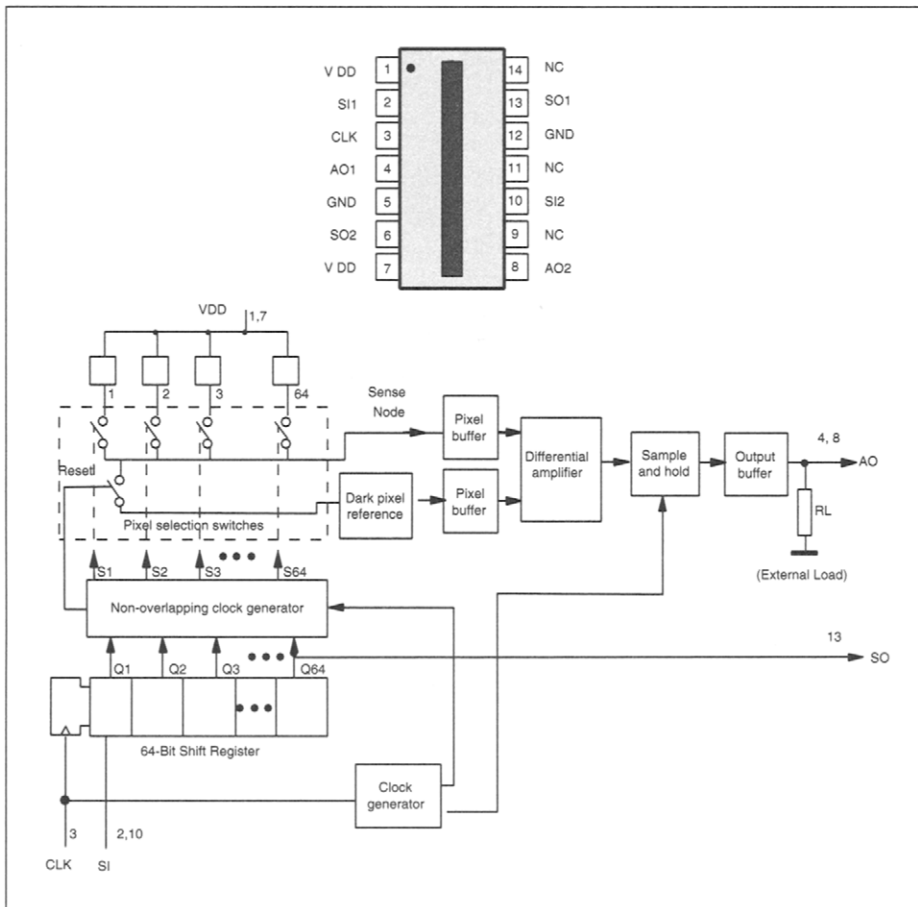 V DD 1 14 NC
SI1 2 13 SO1
CLK 3 12 GND
AO1 4 11 NC
GND 5 10 SI2
SO2 6 9 NC
V DD 7 8 AO2
VDD 1,7
1 2 3 64
Sense Node
Pixel buffer
Differential amplifier
Sample and hold
Output buffer
4, 8
AO
Reset
Dark pixel reference
Pixel buffer
RL
Pixel selection switches
(External Load)
S1 S2 S3 S64
Non-overlapping clock generator
13
SO
Q1 Q2 Q3 Q64
64-Bit Shift Register
Clock generator
3 2,10
CLK SI